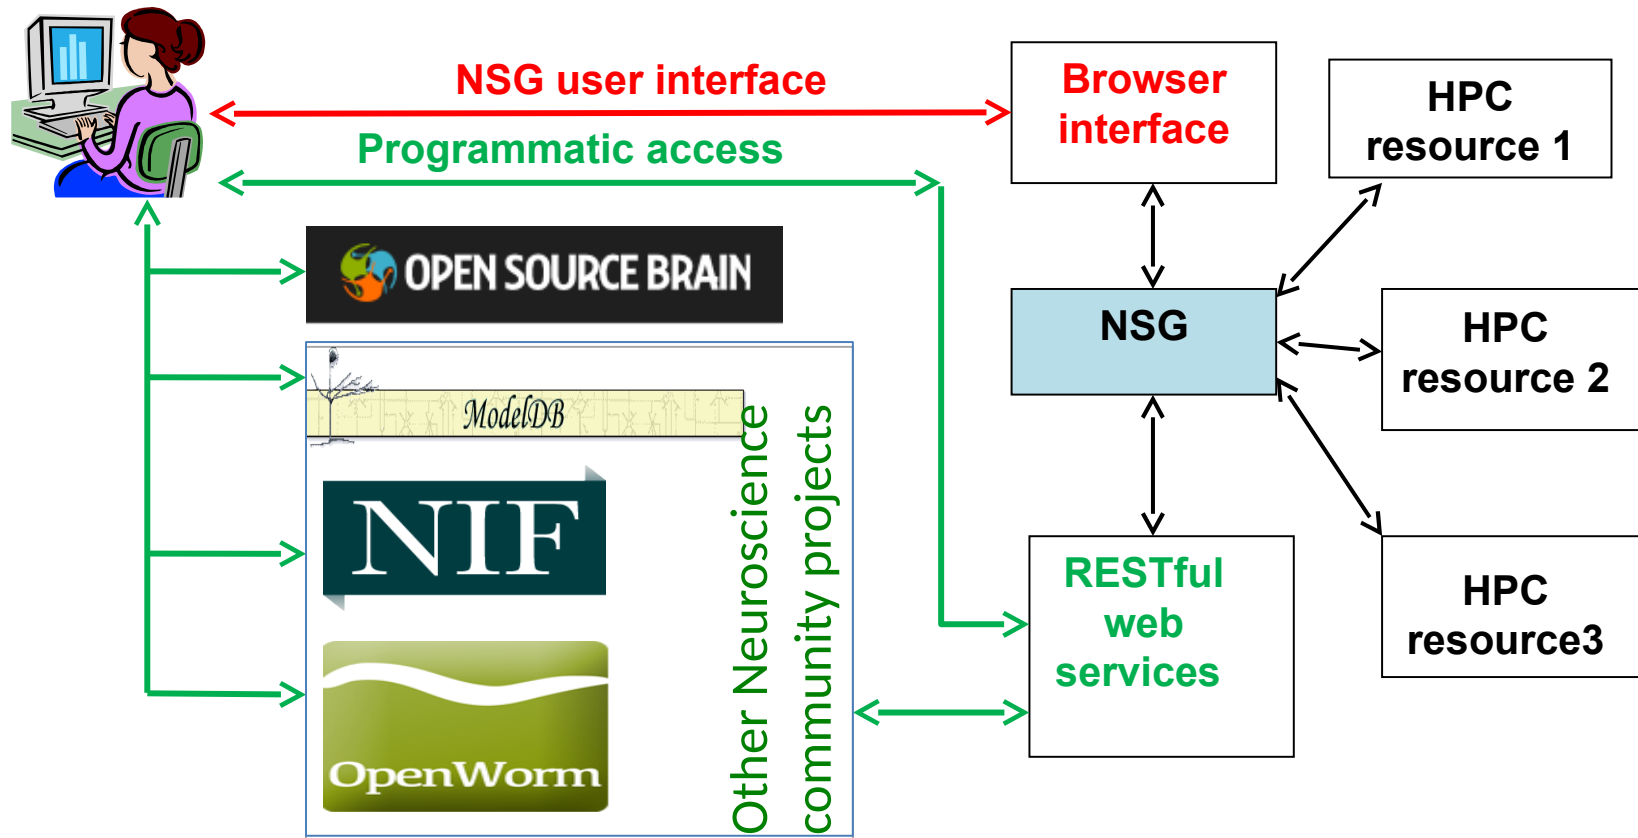 NSG user interface
Programmatic access
Browser
interface
HPC
resource 1
OPEN SOURCE BRAIN
NSG
HPC
resource 2
ModelDB
NIF
OpenWorm
Other Neuroscience
community projects
RESTful
web
services
HPC
resource3